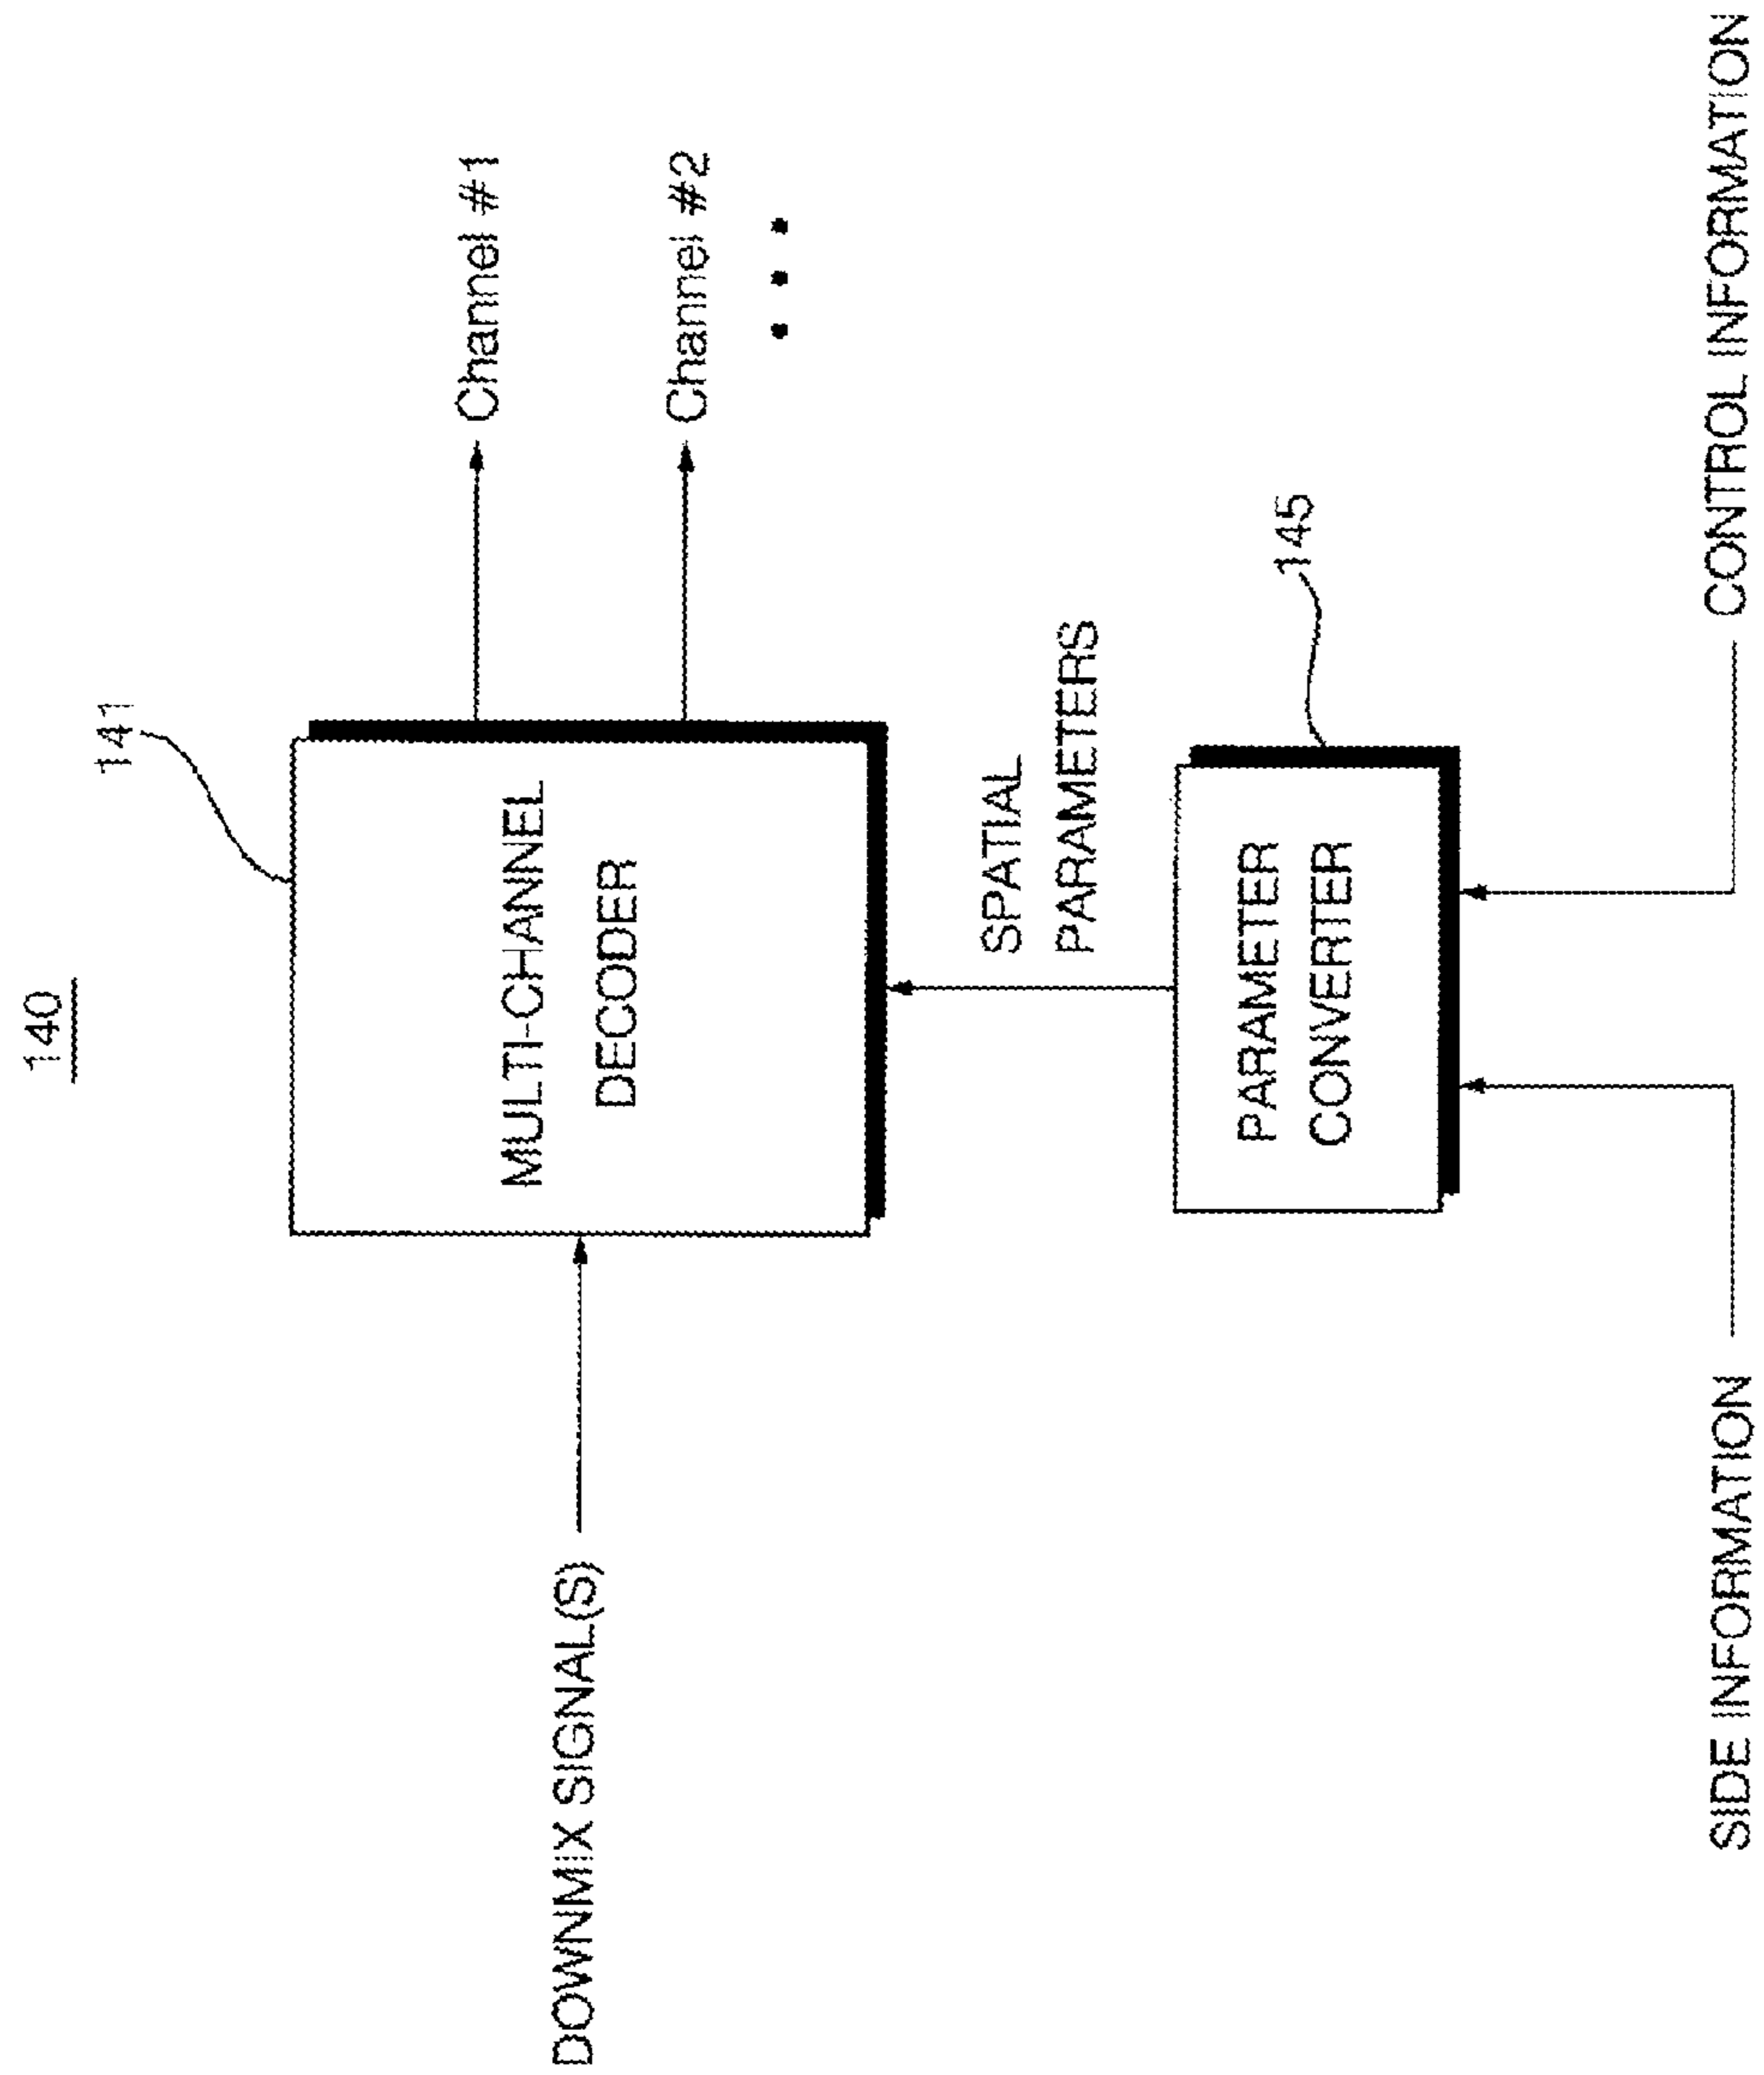 140
141
MULTI-CHANNEL
DECODER
Channel #1
Channel #2
DOWNMIX SIGNAL(S)
SPATIAL
PARAMETERS
145
PARAMETER
CONVERTER
SIDE INFORMATION
CONTROL INFORMATION